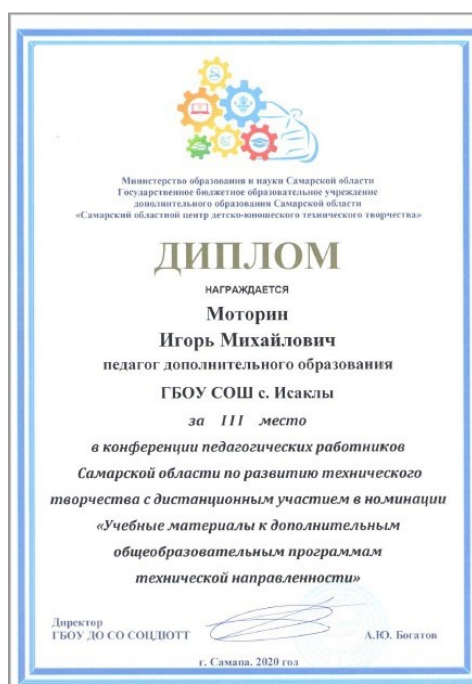 Министерство образования и науки Самарской области
Государственное бюджетное образовательное учреждение
дополнительного образования Самарской области
«Самарский областной центр детско-юношеского технического творчества»
ДИПЛОМ
НАГРАЖДАЕТСЯ
Моторин
Игорь Михайлович
педагог дополнительного образования
ГБОУ СОШ с. Исаклы
за III место
в конференции педагогических работников
Самарской области по развитию технического
творчества с дистанционным участием в номинации
«Учебные материалы к дополнительным
общеобразовательным программам
технической направленности»
Директор
ГБОУ ДО СО СОЦДЮТТ А.Ю. Богатов
г. Самара, 2020 год